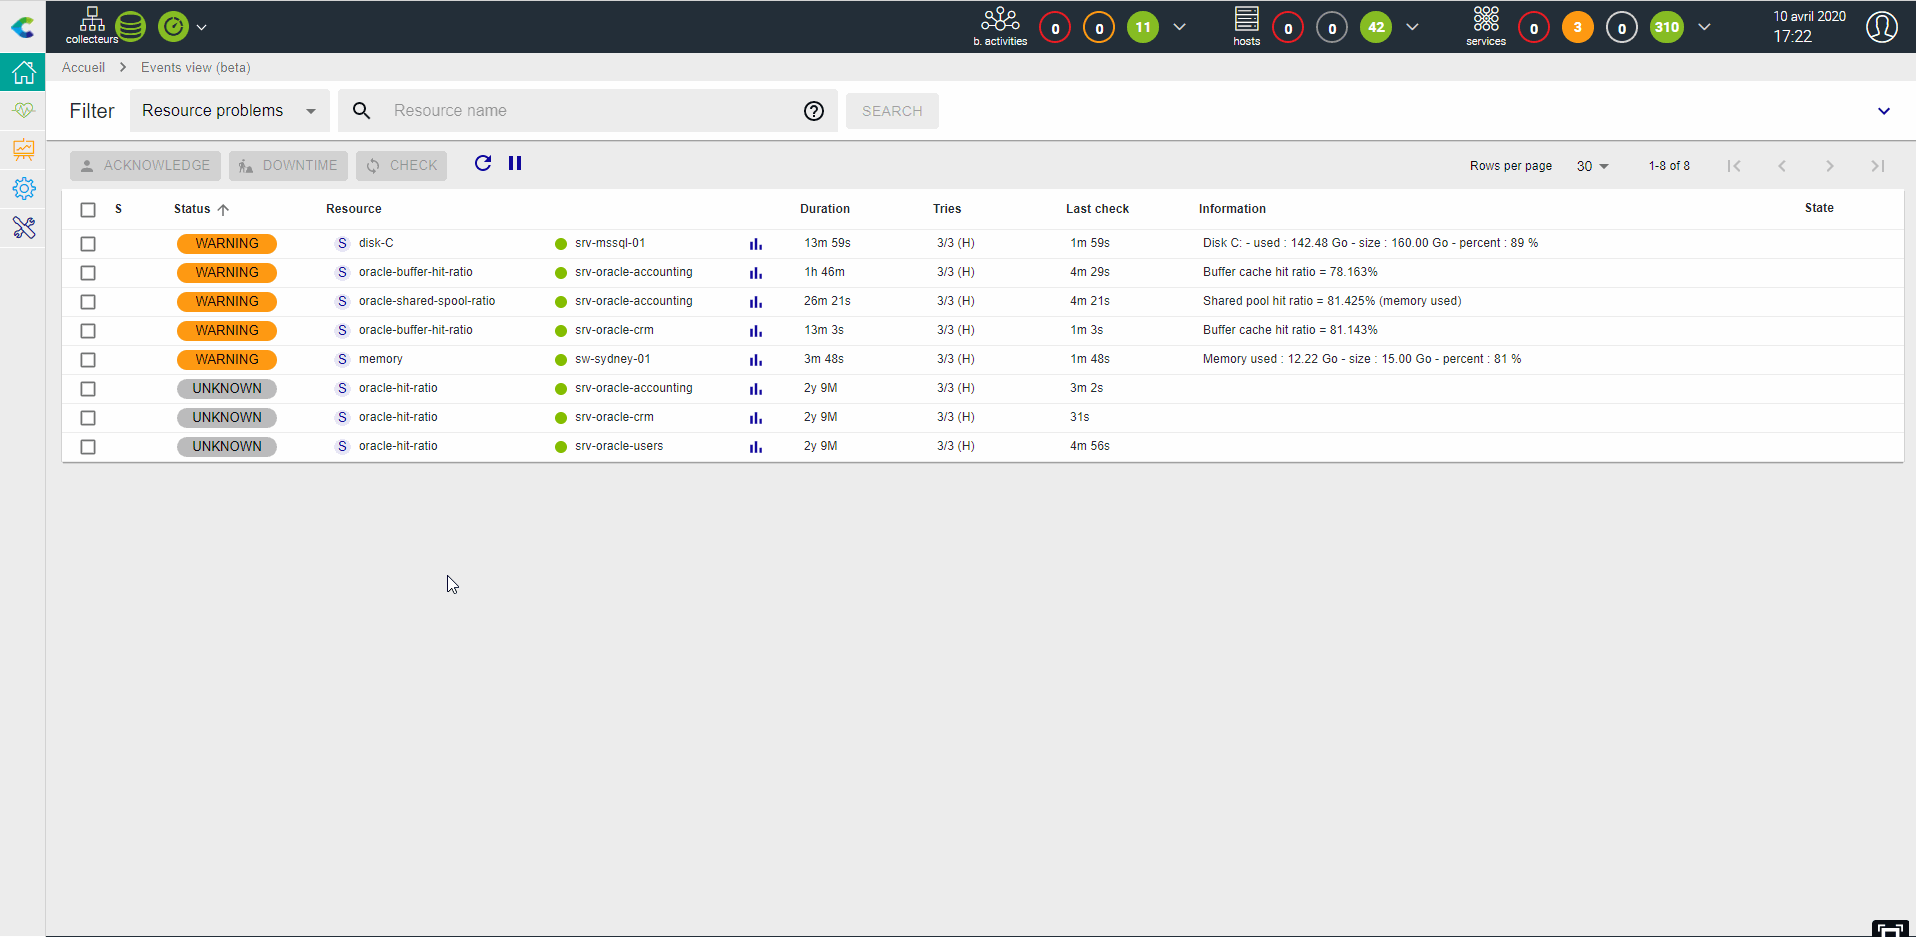 collecteurs
b. activities 0 0 11
hosts 0 0 42
services 0 3 0 310
10 avril 2020
17:22
Accueil > Events view (beta)
Filter Resource problems Resource name ? SEARCH
ACKNOWLEDGE DOWNTIME CHECK Rows per page 30 1-8 of 8
S Status Resource Duration Tries Last check Information State
WARNING S disk-C srv-mssql-01 13m 59s 3/3 (H) 1m 59s Disk C: - used : 142.48 Go - size : 160.00 Go - percent : 89 %
WARNING S oracle-buffer-hit-ratio srv-oracle-accounting 1h 46m 3/3 (H) 4m 29s Buffer cache hit ratio = 78.163%
WARNING S oracle-shared-spool-ratio srv-oracle-accounting 26m 21s 3/3 (H) 4m 21s Shared pool hit ratio = 81.425% (memory used)
WARNING S oracle-buffer-hit-ratio srv-oracle-crm 13m 3s 3/3 (H) 1m 3s Buffer cache hit ratio = 81.143%
WARNING S memory sw-sydney-01 3m 48s 3/3 (H) 1m 48s Memory used : 12.22 Go - size : 15.00 Go - percent : 81 %
UNKNOWN S oracle-hit-ratio srv-oracle-accounting 2y 9M 3/3 (H) 3m 2s
UNKNOWN S oracle-hit-ratio srv-oracle-crm 2y 9M 3/3 (H) 31s
UNKNOWN S oracle-hit-ratio srv-oracle-users 2y 9M 3/3 (H) 4m 56s